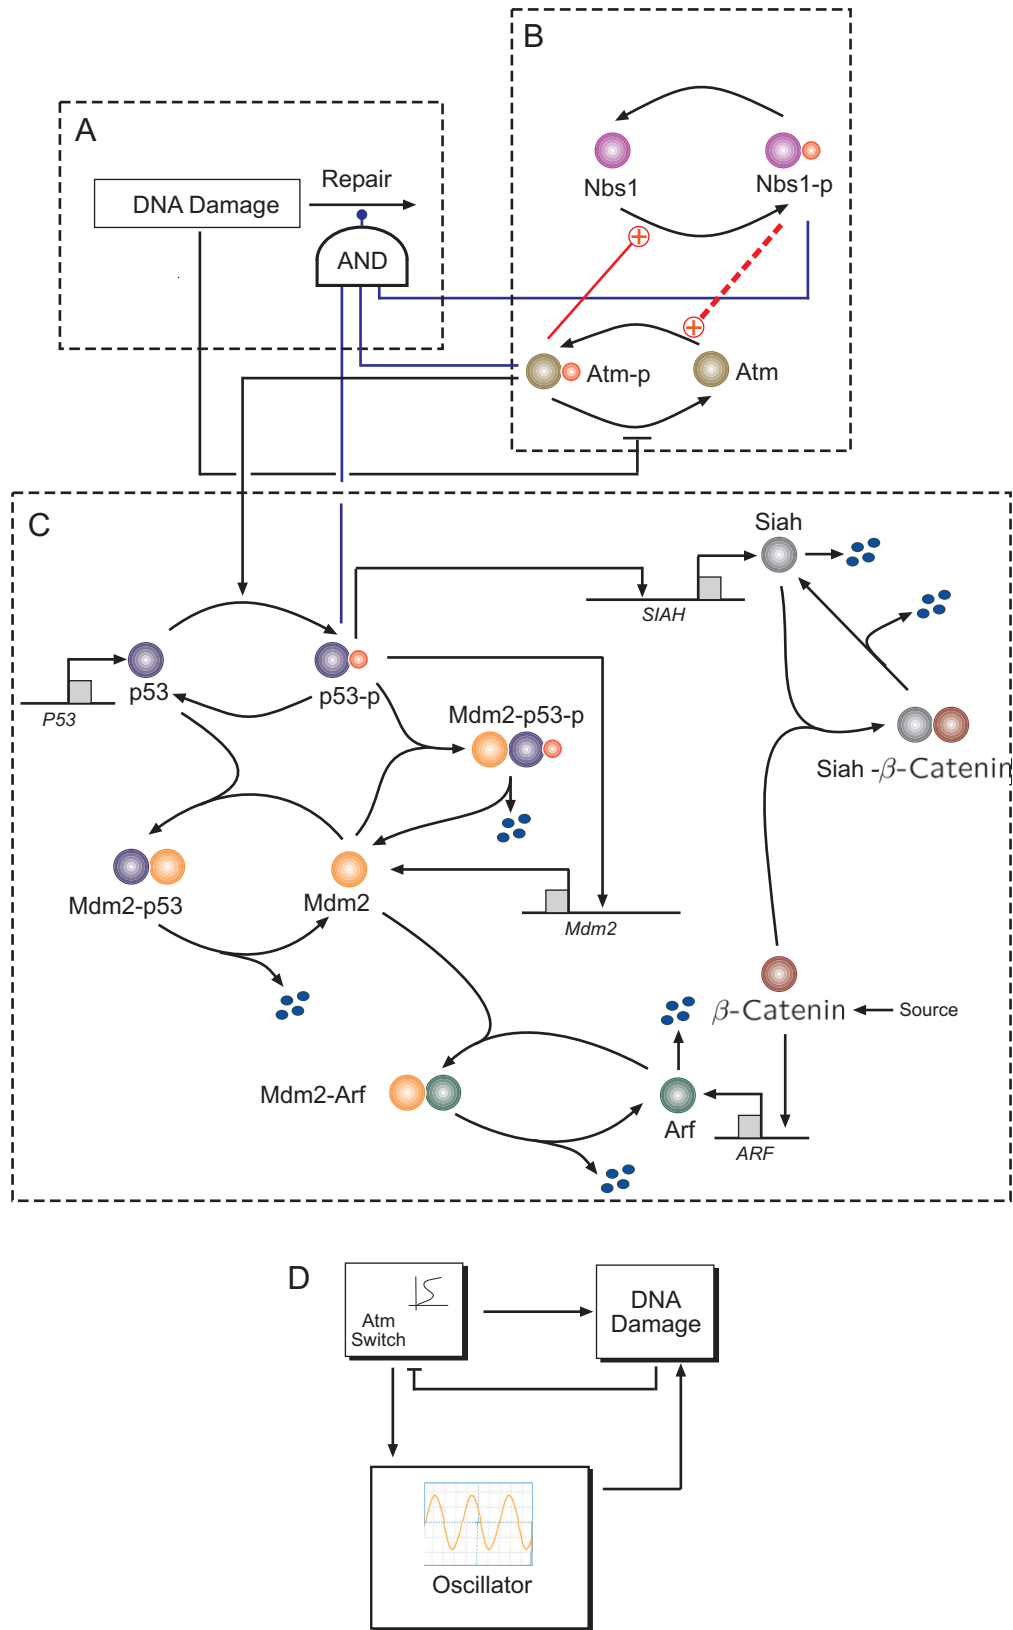 B
A
Repair
DNA Damage
AND
Nbs1
Nbs1-p
Atm-p
Atm
C
Siah
SIAH
p53
p53-p
P53
Mdm2-p53-p
Siah -β-Catenin
Mdm2-p53
Mdm2
Mdm2
β-Catenin
Source
Mdm2-Arf
Arf
ARF
D
Atm
Switch
DNA
Damage
Oscillator